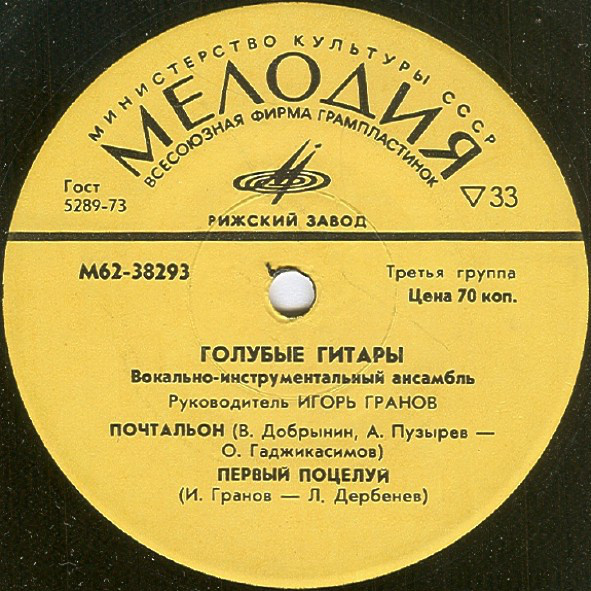 МИНИСТЕРСТВО КУЛЬТУРЫ СССР
МЕЛОДИЯ
ВСЕСОЮЗНАЯ ФИРМА ГРАМПЛАСТИНОК
Гост
5289-73
33
РИЖСКИЙ ЗАВОД
М62-38293
Третья группа
Цена 70 коп.
ГОЛУБЫЕ ГИТАРЫ
Вокально-инструментальный ансамбль
Руководитель ИГОРЬ ГРАНОВ
ПОЧТАЛЬОН (В. Добрынин, А. Пузырев —
О. Гаджикасимов)
ПЕРВЫЙ ПОЦЕЛУЙ
(И. Гранов — Л. Дербенев)